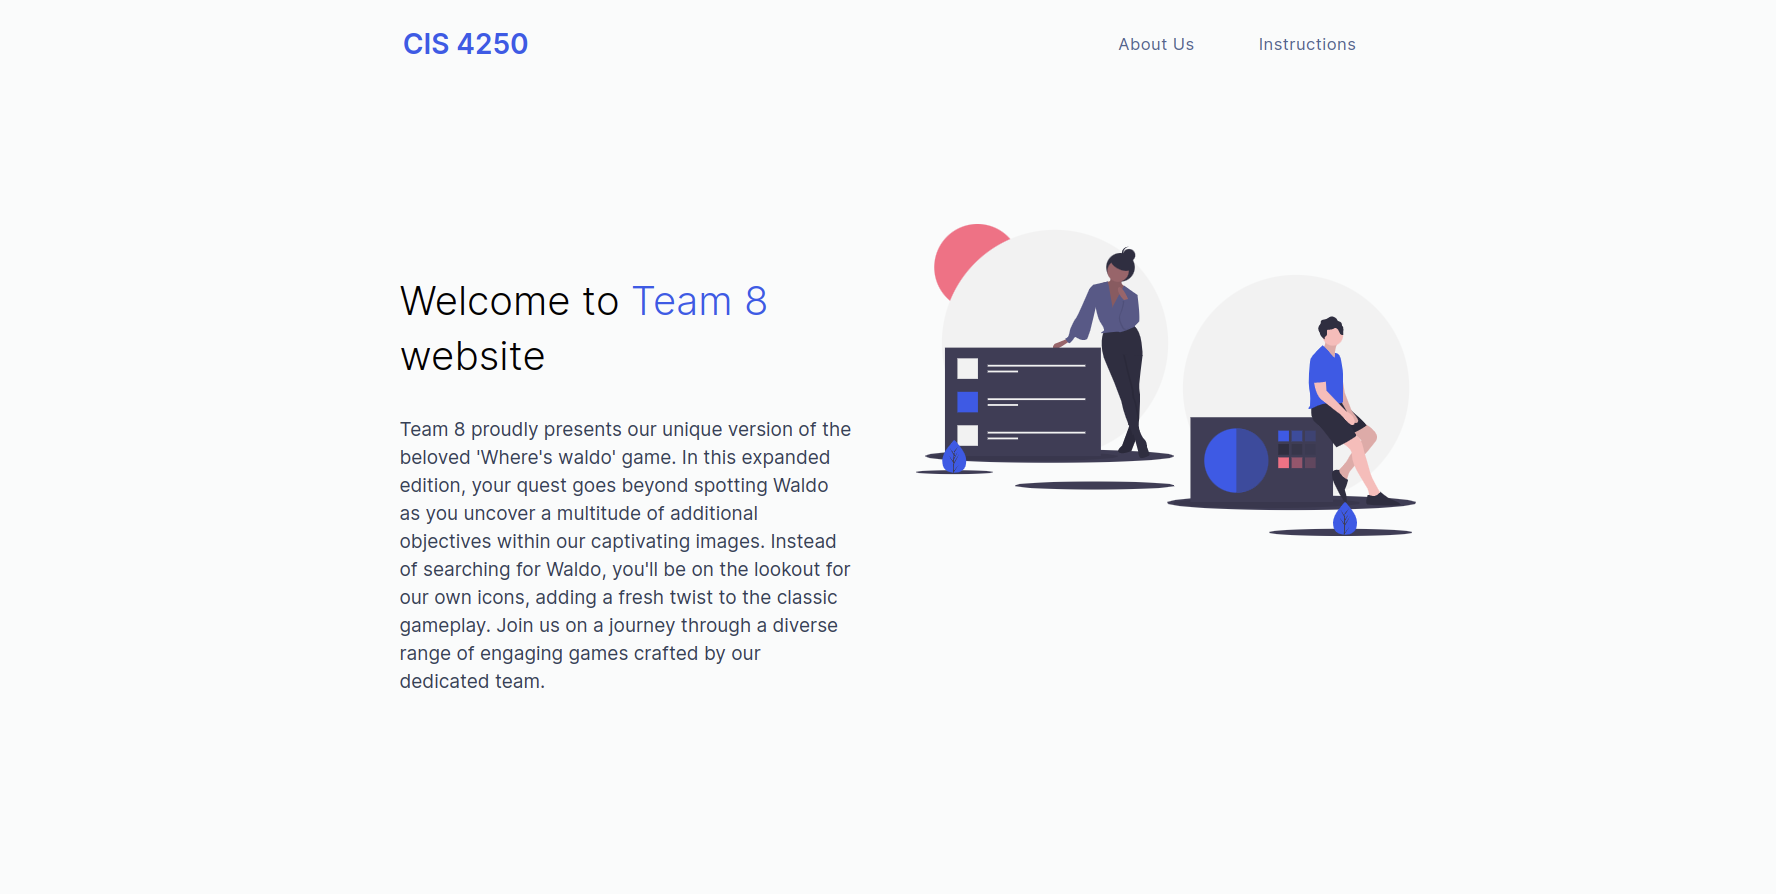 CIS 4250
About Us
Instructions
Welcome to Team 8
website
Team 8 proudly presents our unique version of the
beloved 'Where's waldo' game. In this expanded
edition, your quest goes beyond spotting Waldo
as you uncover a multitude of additional
objectives within our captivating images. Instead
of searching for Waldo, you'll be on the lookout for
our own icons, adding a fresh twist to the classic
gameplay. Join us on a journey through a diverse
range of engaging games crafted by our
dedicated team.